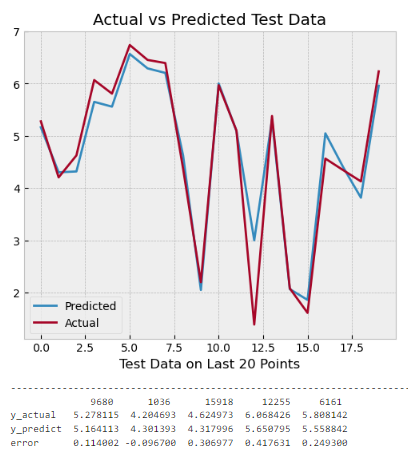 Actual vs Predicted Test Data
7
6
5
4
3
2
Predicted
Actual
0.0 2.5 5.0 7.5 10.0 12.5 15.0 17.5
Test Data on Last 20 Points
--------------------------------------------------------------------------------
9680 1036 15918 12255 6161
y_actual 5.278115 4.204693 4.624973 6.068426 5.808142
y_predict 5.164113 4.301393 4.317996 5.650795 5.558842
error 0.114002 -0.096700 0.306977 0.417631 0.249300